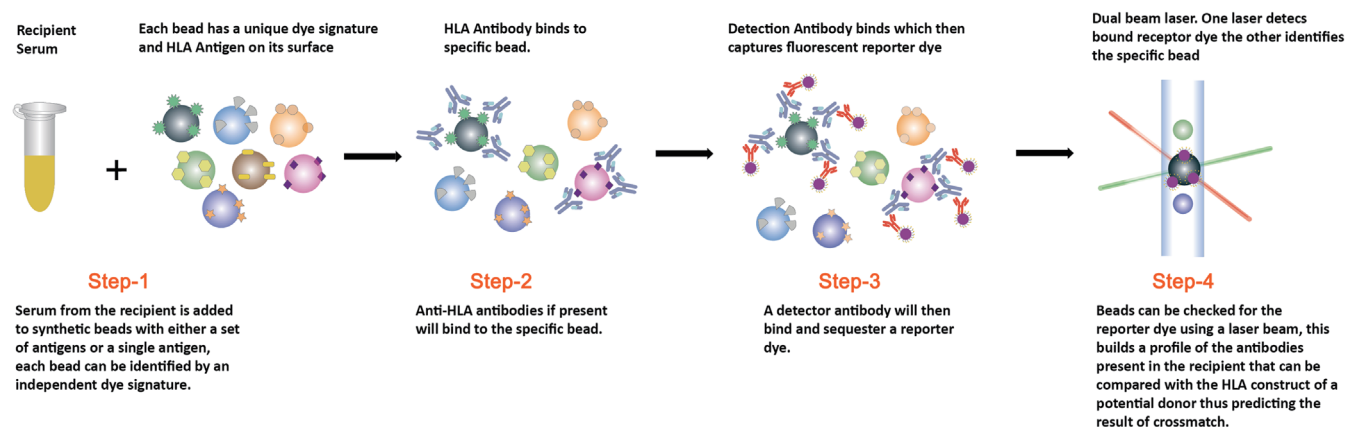 Recipient
Serum
Each bead has a unique dye signature
and HLA Antigen on its surface
HLA Antibody binds to
specific bead.
Detection Antibody binds which then
captures fluorescent reporter dye
Dual beam laser. One laser detecs
bound receptor dye the other identifies
the specific bead
Step-1
Serum from the recipient is added
to synthetic beads with either a set
of antigens or a single antigen,
each bead can be identified by an
independent dye signature.
Step-2
Anti-HLA antibodies if present
will bind to the specific bead.
Step-3
A detector antibody will then
bind and sequester a reporter
dye.
Step-4
Beads can be checked for the
reporter dye using a laser beam, this
builds a profile of the antibodies
present in the recipient that can be
compared with the HLA construct of a
potential donor thus predicting the
result of crossmatch.